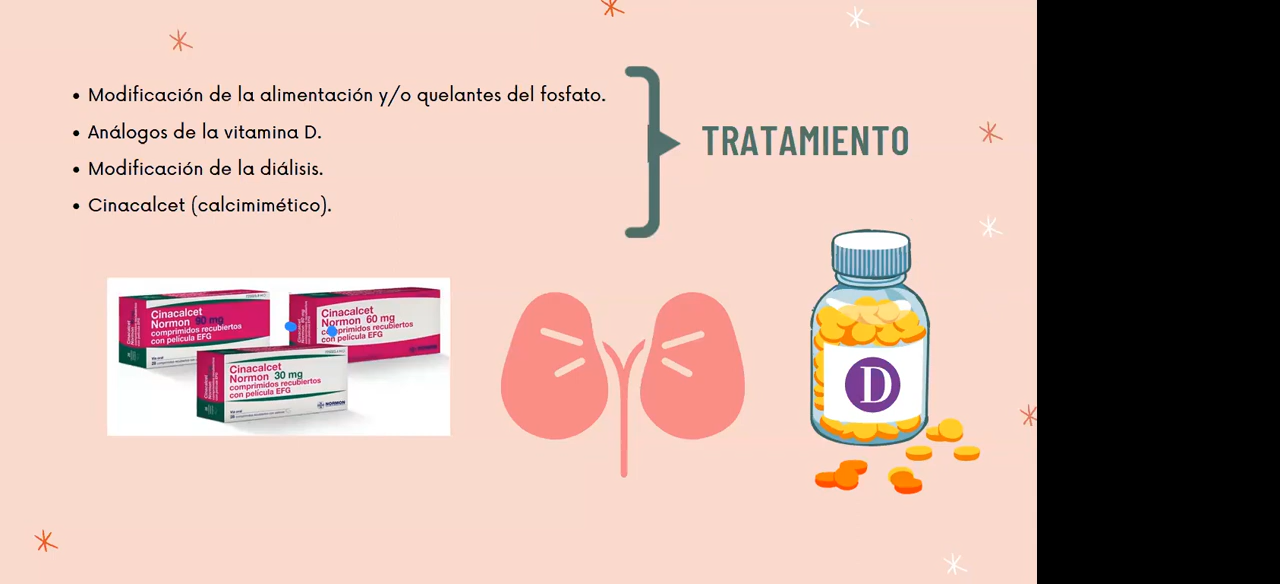 • Modificación de la alimentación y/o quelantes del fosfato.
• Análogos de la vitamina D.
• Modificación de la diálisis.
• Cinacalcet (calcimimético).
TRATAMIENTO
Cinacalcet
Normon 90 mg
comprimidos recubiertos
con película EFG
Cinacalcet
Normon 60 mg
comprimidos recubiertos
con película EFG
Cinacalcet
Normon 30 mg
comprimidos recubiertos
con película EFG
NORMON
D